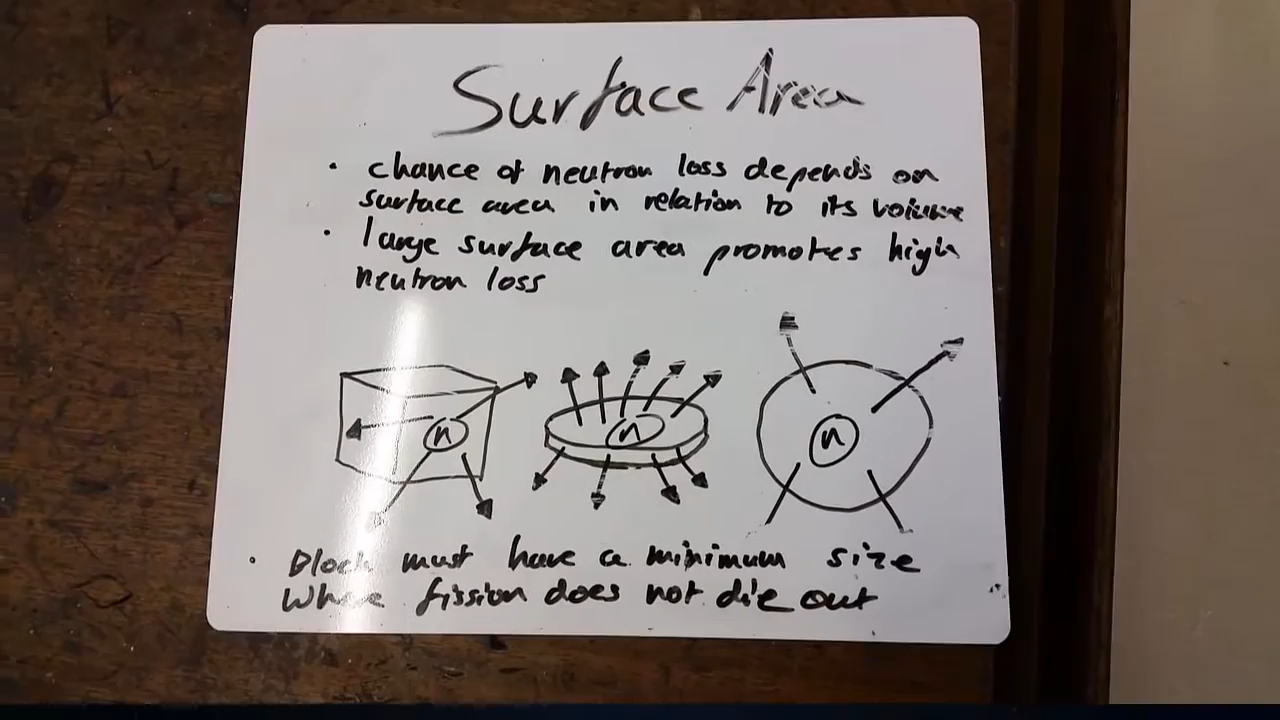 Surface Area
• chance of neutron loss depends on
surface area in relation to its volume
• large surface area promotes high
neutron loss
n n n
• Block must have a minimum size
where fission does not die out